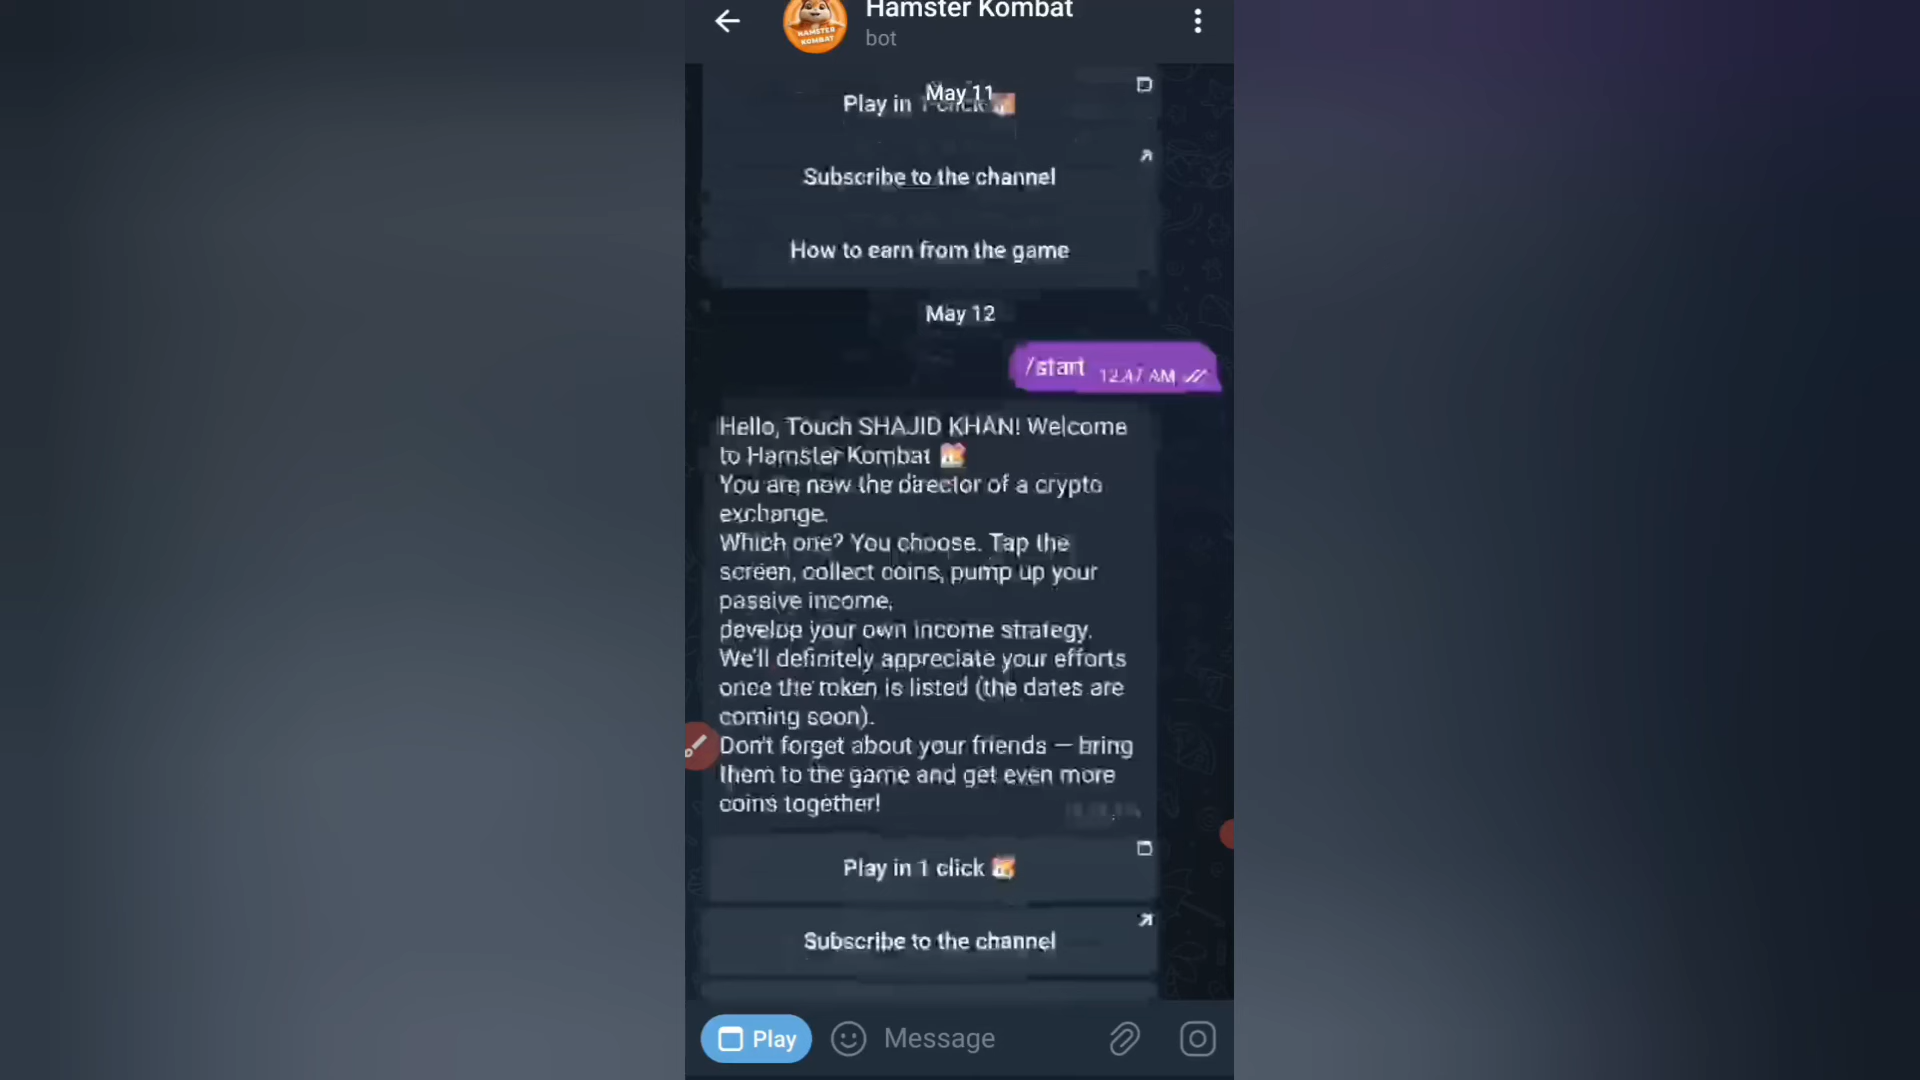 Hamster Kombat
bot
HAMSTER
KOMBAT
May 11
Play in 1 click
Subscribe to the channel
How to earn from the game
May 12
/start 12:47 AM
Hello, Touch SHAJID KHAN! Welcome
to Hamster Kombat
You are now the director of a crypto
exchange.
Which one? You choose. Tap the
screen, collect coins, pump up your
passive income,
develop your own income strategy.
We'll definitely appreciate your efforts
once the token is listed (the dates are
coming soon).
Don't forget about your friends — bring
them to the game and get even more
coins together!
Play in 1 click
Subscribe to the channel
Play
Message